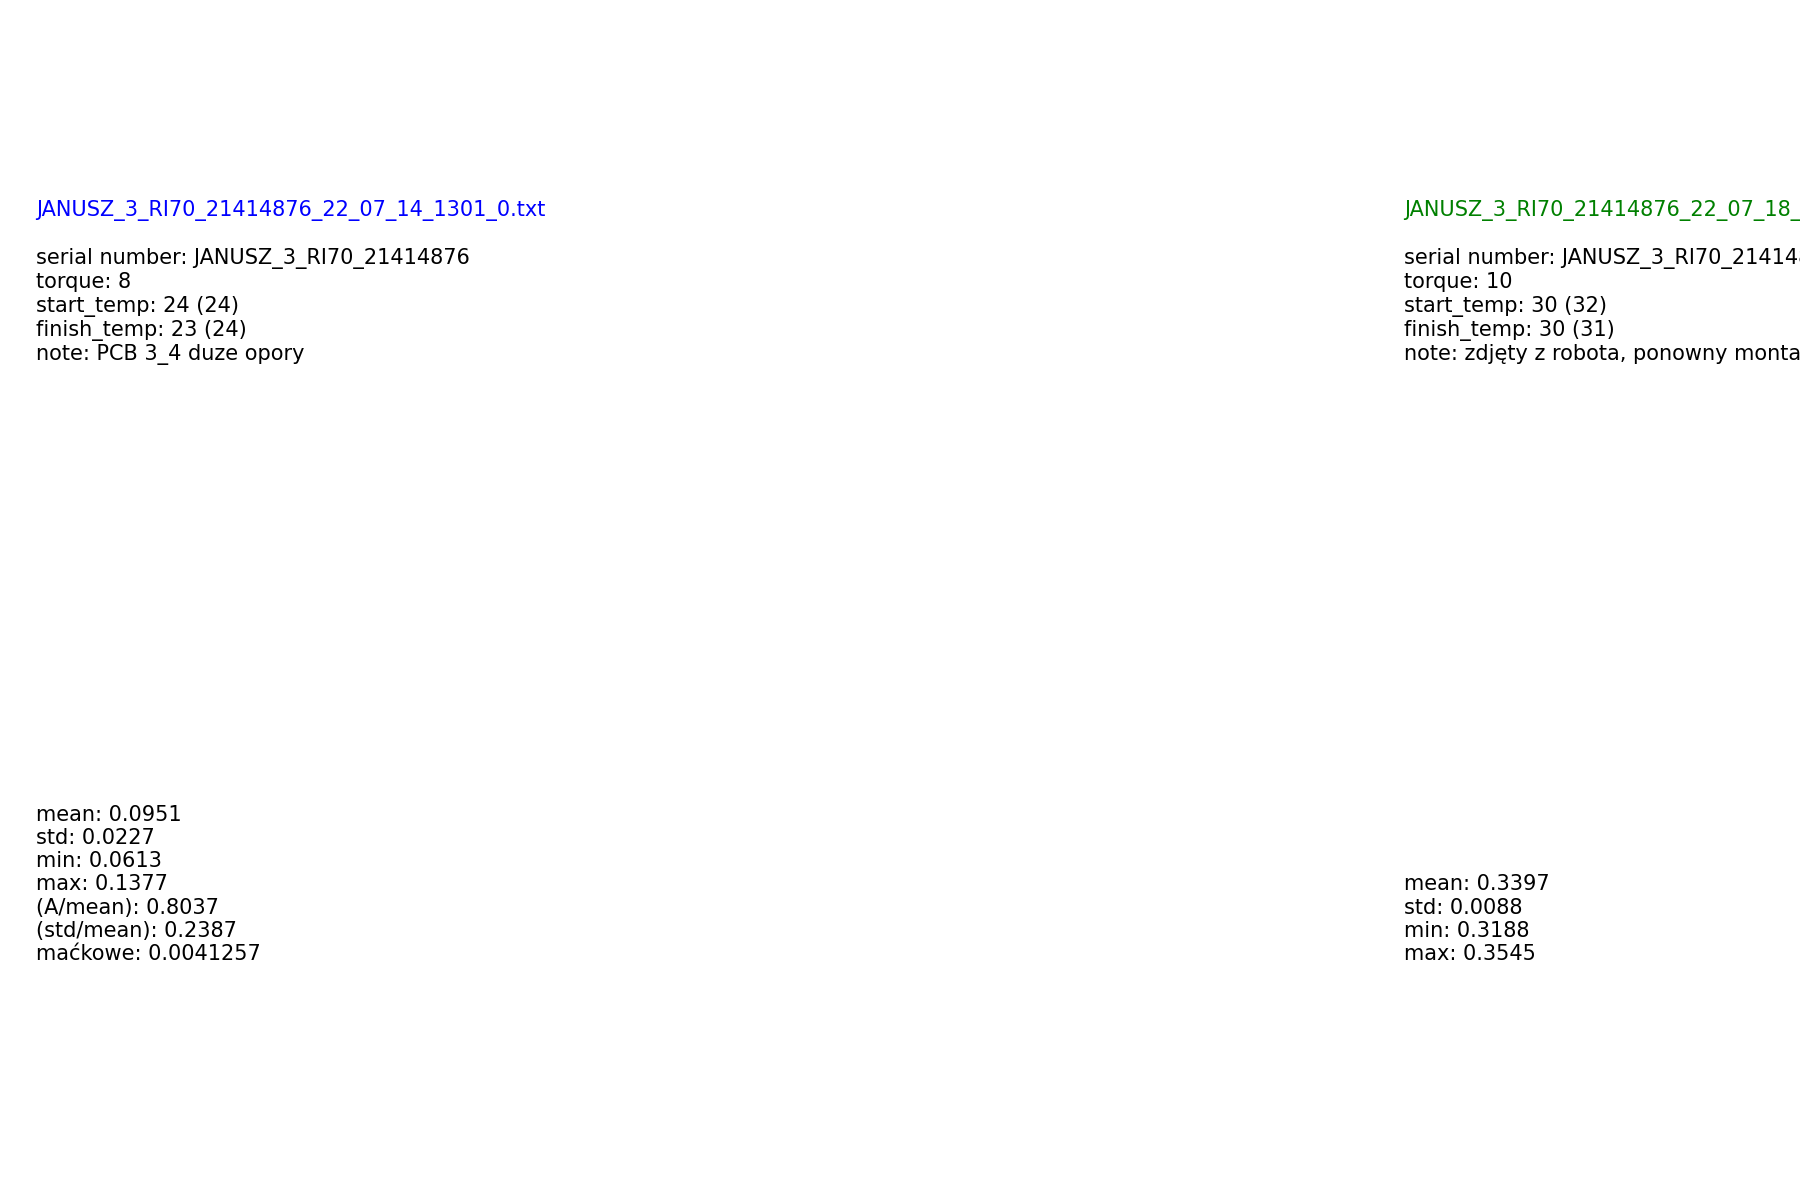 JANUSZ_3_RI70_21414876_22_07_14_1301_0.txt
serial number: JANUSZ_3_RI70_21414876
torque: 8
start_temp: 24 (24)
finish_temp: 23 (24)
note: PCB 3_4 duze opory
mean: 0.0951
std: 0.0227
min: 0.0613
max: 0.1377
(A/mean): 0.8037
(std/mean): 0.2387
maćkowe: 0.0041257
JANUSZ_3_RI70_21414876_22_07_18_
serial number: JANUSZ_3_RI70_21414
torque: 10
start_temp: 30 (32)
finish_temp: 30 (31)
note: zdjęty z robota, ponowny monta
mean: 0.3397
std: 0.0088
min: 0.3188
max: 0.3545